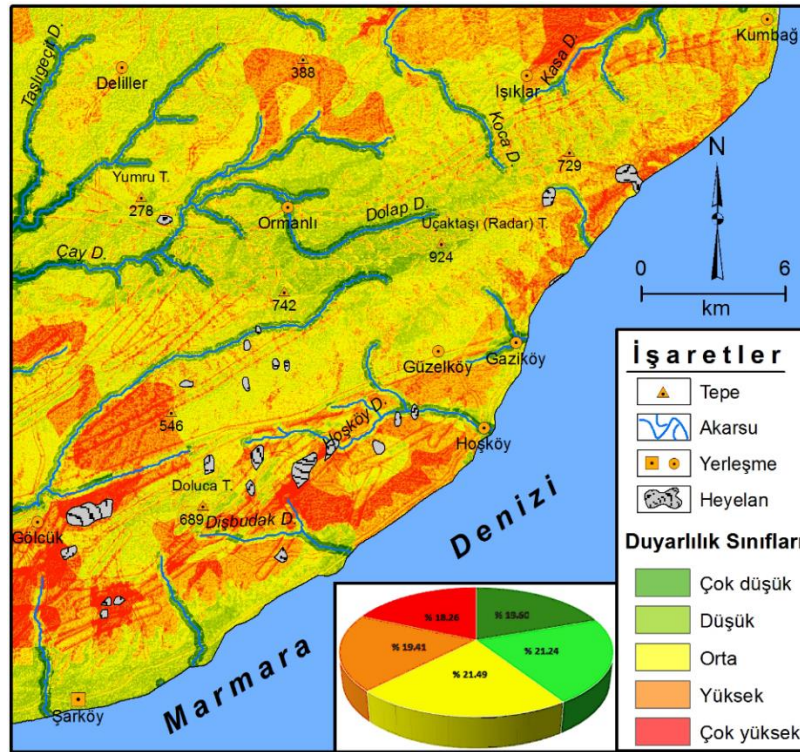 Kumbağ
Taşlıgeçit D.
Deliller
388
Işıklar
Kasa D.
Koca D.
729
Yumru T.
278
Ormanlı
Dolap D.
Uçaktaşı (Radar) T.
924
Çay D.
742
N
0 6
km
Güzelköy
Gaziköy
546
Hoşköy D.
Hoşköy
Doluca T.
689
Dişbudak D.
Gölcük
Şarköy
Marmara Denizi
İşaretler
Tepe
Akarsu
Yerleşme
Heyelan
Duyarlılık Sınıfları
Çok düşük
Düşük
Orta
Yüksek
Çok yüksek
% 19.60
% 21.24
% 21.49
% 19.41
% 18.26